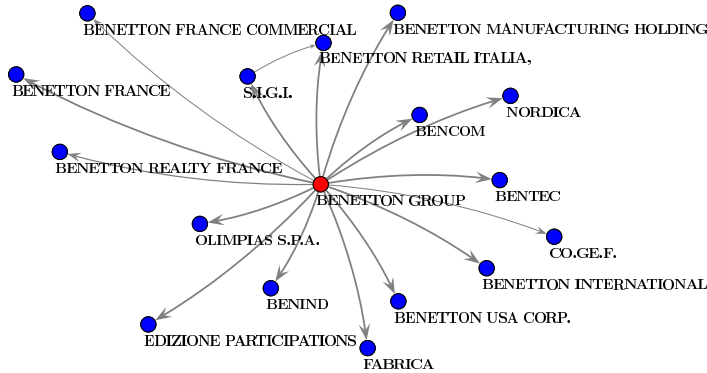 BENETTON FRANCE COMMERCIAL
BENETTON MANUFACTURING HOLDING
BENETTON RETAIL ITALIA,
BENETTON FRANCE
S.I.G.I.
NORDICA
BENCOM
BENETTON REALTY FRANCE
BENTEC
BENETTON GROUP
OLIMPIAS S.P.A.
CO.GE.F.
BENETTON INTERNATIONAL
BENIND
BENETTON USA CORP.
EDIZIONE PARTICIPATIONS
FABRICA